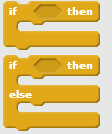 if then
if then
else